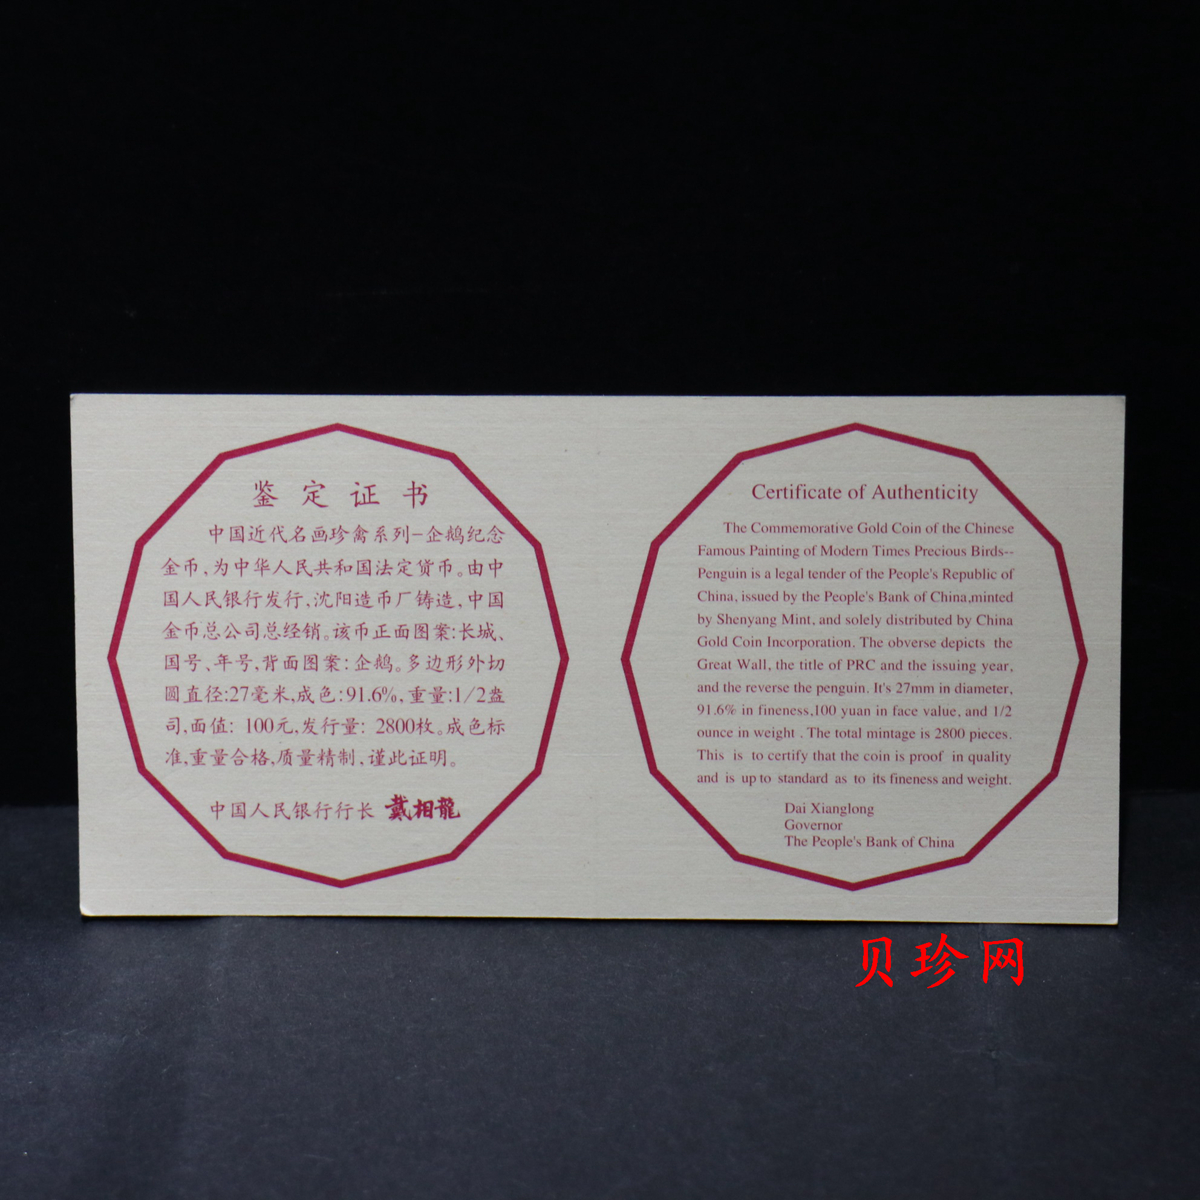 鉴定证书
中国近代名画珍禽系列-企鹅纪念
金币、为中华人民共和国法定货币。由中
国人民银行发行,沈阳造币厂铸造,中国
金币总公司总经销。该币正面图案:长城、
国号、年号,背面图案:企鹅。多边形外切
圆直径:27毫米,成色:91.6%,重量:1/2盎
司,面值: 100元,发行量: 2800枚。成色标
准,重量合格,质量精制,谨此证明。
中国人民银行行长 戴相龍
Certificate of Authenticity
The Commemorative Gold Coin of the Chinese
Famous Painting of Modern Times Precious Birds--
Penguin is a legal tender of the People's Republic of
China, issued by the People's Bank of China,minted
by Shenyang Mint, and solely distributed by China
Gold Coin Incorporation. The obverse depicts the
Great Wall, the title of PRC and the issuing year,
and the reverse the penguin. It's 27mm in diameter,
91.6% in fineness,100 yuan in face value, and 1/2
ounce in weight . The total mintage is 2800 pieces.
This is to certify that the coin is proof in quality
and is up to standard as to its fineness and weight.
Dai Xianglong
Governor
The People's Bank of China
贝珍网